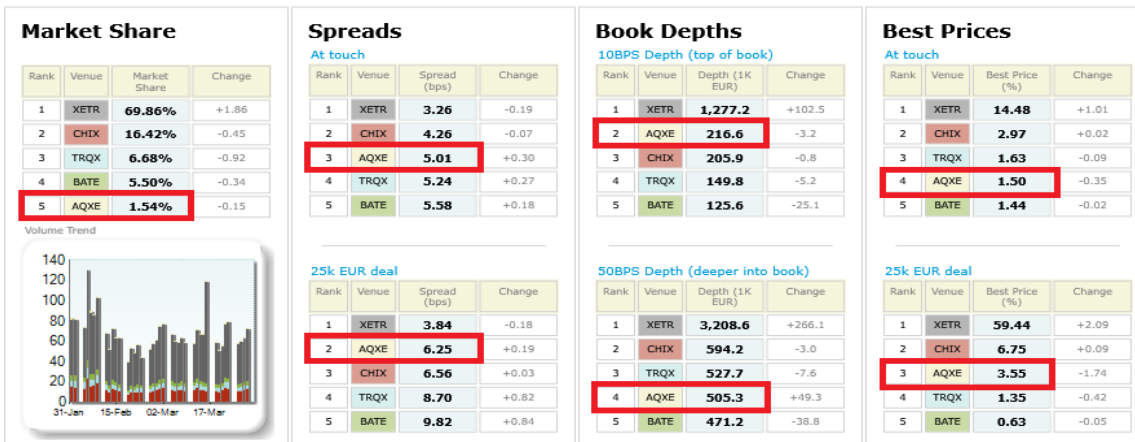 Market Share
Rank Venue Market Share Change
1 XETR 69.86% +1.86
2 CHIX 16.42% -0.45
3 TRQX 6.68% -0.92
4 BATE 5.50% -0.34
5 AQXE 1.54% -0.15
Volume Trend
140
120
100
80
60
40
20
0
31-Jan 15-Feb 02-Mar 17-Mar
Spreads
At touch
Rank Venue Spread (bps) Change
1 XETR 3.26 -0.19
2 CHIX 4.26 -0.07
3 AQXE 5.01 +0.30
4 TRQX 5.24 +0.27
5 BATE 5.58 +0.18
25k EUR deal
Rank Venue Spread (bps) Change
1 XETR 3.84 -0.18
2 AQXE 6.25 +0.19
3 CHIX 6.56 +0.03
4 TRQX 8.70 +0.82
5 BATE 9.82 +0.84
Book Depths
10BPS Depth (top of book)
Rank Venue Depth (1K EUR) Change
1 XETR 1,277.2 +102.5
2 AQXE 216.6 -3.2
3 CHIX 205.9 -0.8
4 TRQX 149.8 -5.2
5 BATE 125.6 -25.1
50BPS Depth (deeper into book)
Rank Venue Depth (1K EUR) Change
1 XETR 3,208.6 +266.1
2 CHIX 594.2 -3.0
3 TRQX 527.7 -7.6
4 AQXE 505.3 +49.3
5 BATE 471.2 -38.8
Best Prices
At touch
Rank Venue Best Price (%) Change
1 XETR 14.48 +1.01
2 CHIX 2.97 +0.02
3 TRQX 1.63 -0.09
4 AQXE 1.50 -0.35
5 BATE 1.44 -0.02
25k EUR deal
Rank Venue Best Price (%) Change
1 XETR 59.44 +2.09
2 CHIX 6.75 +0.09
3 AQXE 3.55 -1.74
4 TRQX 1.35 -0.42
5 BATE 0.63 -0.05